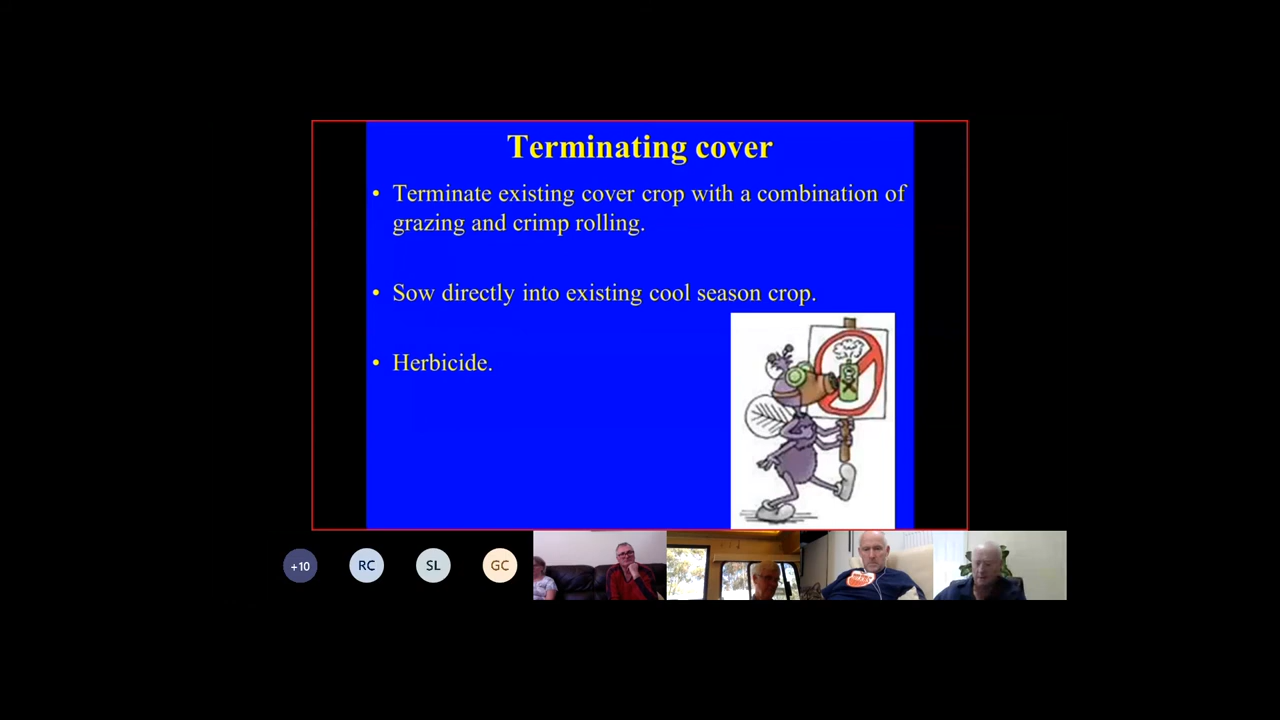 Terminating cover
• Terminate existing cover crop with a combination of
grazing and crimp rolling.
• Sow directly into existing cool season crop.
• Herbicide.
+10
RC
SL
GC